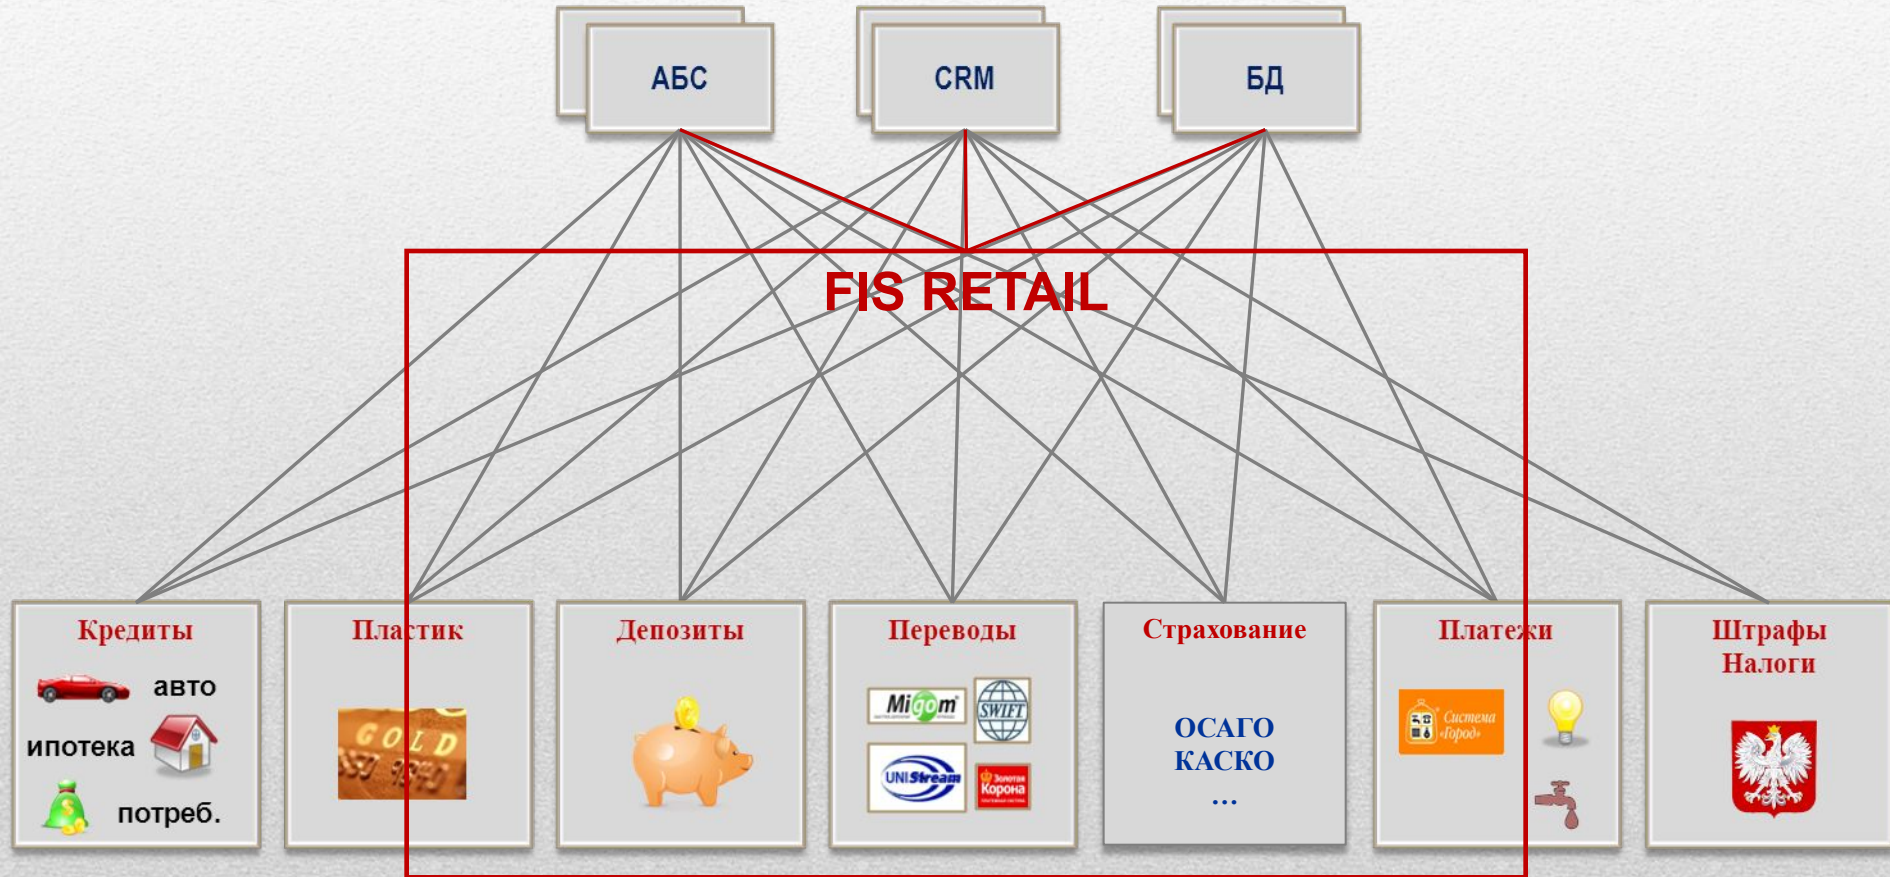 АБС
CRM
БД
FIS RETAIL
Кредиты
авто
ипотека
потреб.
Пластик
GOLD
Депозиты
Переводы
Migom
SWIFT
UNIStream
Золотая
Корона
Страхование
ОСАГО
КАСКО
...
Платежи
Система
«Город»
Штрафы
Налоги